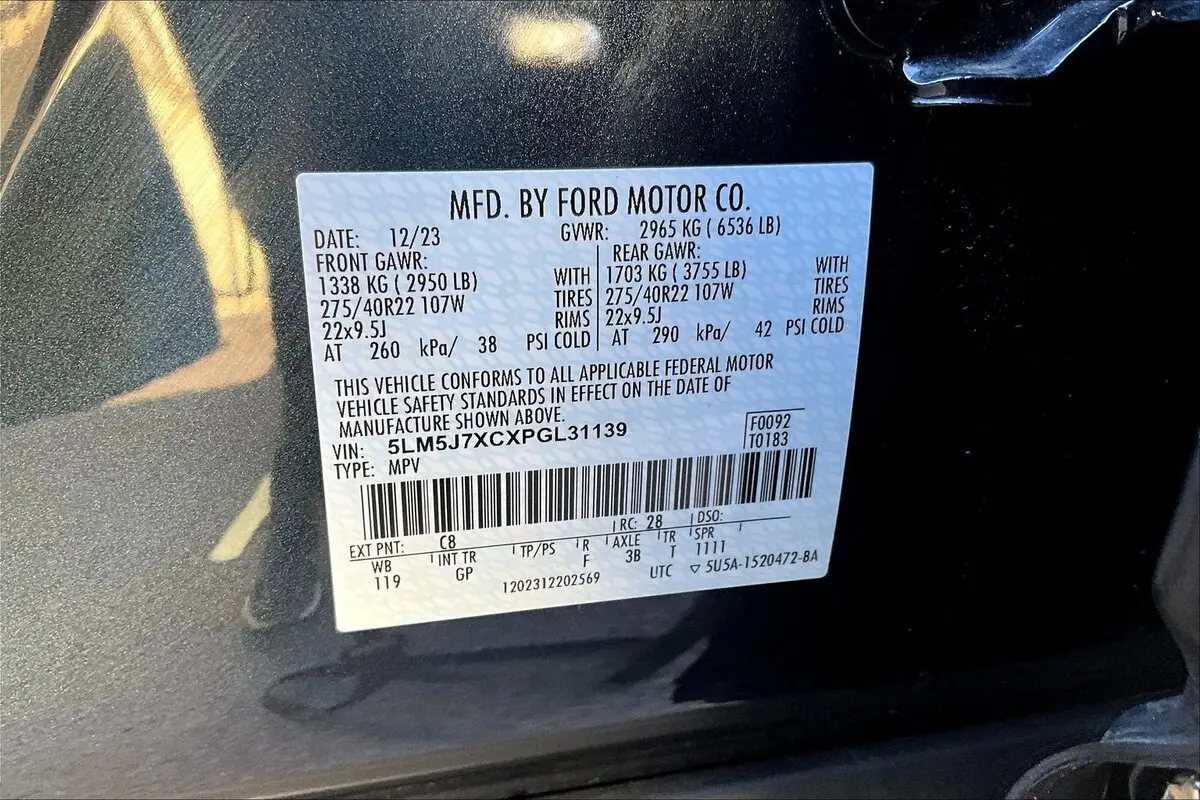 MFD. BY FORD MOTOR CO.
DATE: 12/23 GVWR: 2965 KG ( 6536 LB)
FRONT GAWR: REAR GAWR:
1338 KG ( 2950 LB) WITH 1703 KG ( 3755 LB) WITH
275/40R22 107W TIRES 275/40R22 107W TIRES
22x9.5J RIMS 22x9.5J RIMS
AT 260 kPa/ 38 PSI COLD AT 290 kPa/ 42 PSI COLD
THIS VEHICLE CONFORMS TO ALL APPLICABLE FEDERAL MOTOR
VEHICLE SAFETY STANDARDS IN EFFECT ON THE DATE OF
MANUFACTURE SHOWN ABOVE.
VIN: 5LM5J7XCXPGL31139 F0092
TYPE: MPV T0183
EXT PNT: C8 RC: 28 DSO:
WB INT TR TP/PS R AXLE TR SPR
119 GP F 3B T 1111
1202312202569 UTC ▽ 5U5A-1520472-BA